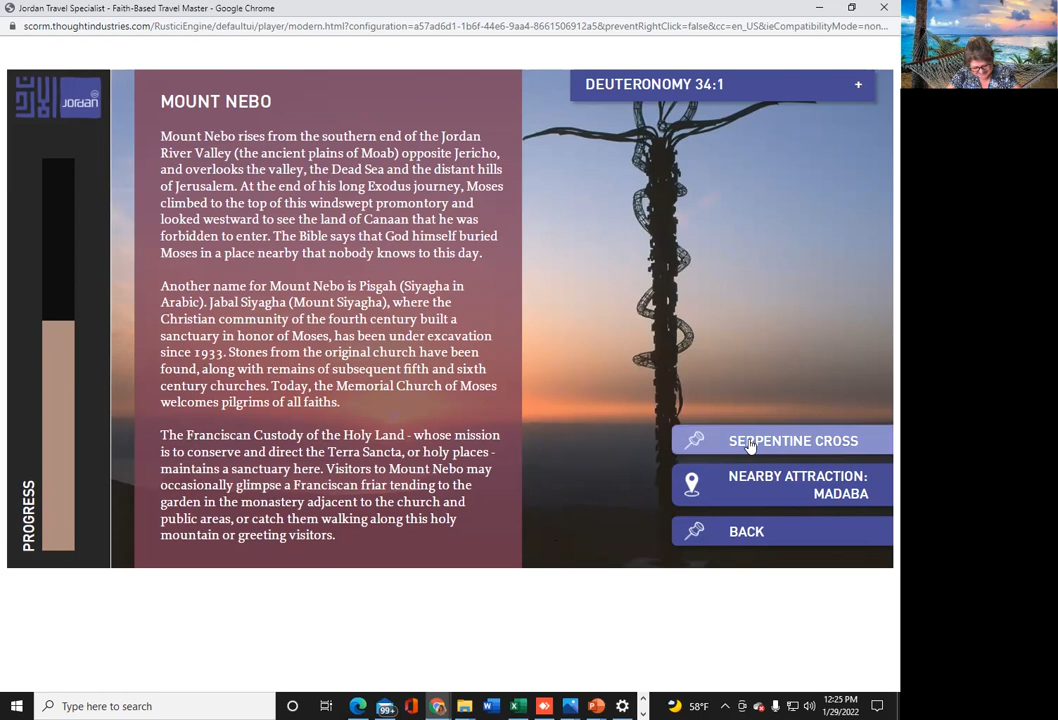 Jordan Travel Specialist - Faith-Based Travel Master - Google Chrome
scorm.thoughtindustries.com/RusticiEngine/defaultui/player/modern.html?configuration=a57ad6d1-1b6f-44e6-9aa4-8661506912a5&preventRightClick=false&cc=en_US&ieCompatibilityMode=non...
Jordan
PROGRESS
MOUNT NEBO
Mount Nebo rises from the southern end of the Jordan
River Valley (the ancient plains of Moab) opposite Jericho,
and overlooks the valley, the Dead Sea and the distant hills
of Jerusalem. At the end of his long Exodus journey, Moses
climbed to the top of this windswept promontory and
looked westward to see the land of Canaan that he was
forbidden to enter. The Bible says that God himself buried
Moses in a place nearby that nobody knows to this day.
Another name for Mount Nebo is Pisgah (Siyagha in
Arabic). Jabal Siyagha (Mount Siyagha), where the
Christian community of the fourth century built a
sanctuary in honor of Moses, has been under excavation
since 1933. Stones from the original church have been
found, along with remains of subsequent fifth and sixth
century churches. Today, the Memorial Church of Moses
welcomes pilgrims of all faiths.
The Franciscan Custody of the Holy Land - whose mission
is to conserve and direct the Terra Sancta, or holy places -
maintains a sanctuary here. Visitors to Mount Nebo may
occasionally glimpse a Franciscan friar tending to the
garden in the monastery adjacent to the church and
public areas, or catch them walking along this holy
mountain or greeting visitors.
DEUTERONOMY 34:1 +
SERPENTINE CROSS
NEARBY ATTRACTION:
MADABA
BACK
Type here to search
99+
58°F
12:25 PM
1/29/2022